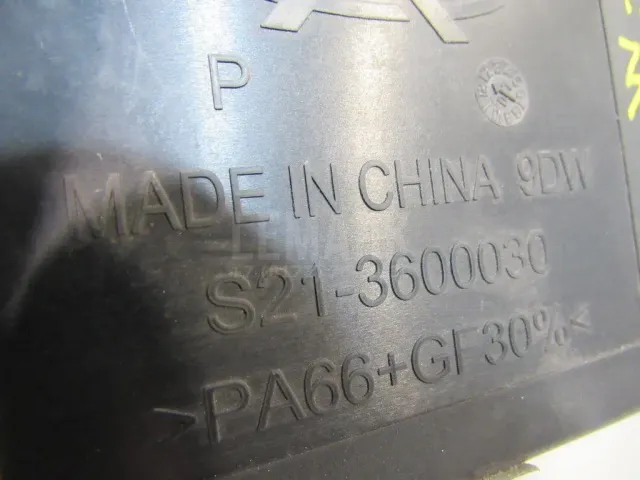 P
MADE IN CHINA 9DW
S21-3600030
>PA66+GF30%<